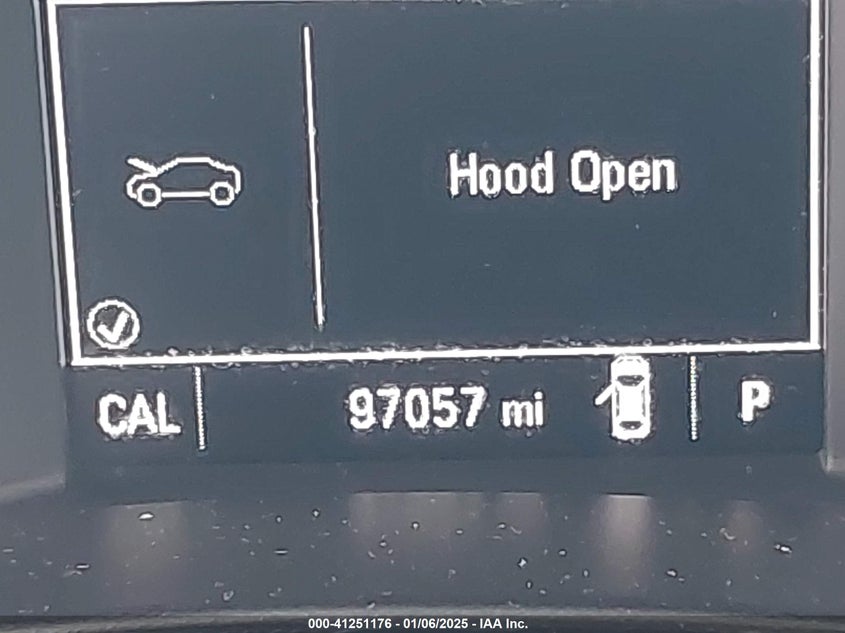 Hood Open
CAL 97057 mi P
000-41251176 - 01/06/2025 - IAA Inc.